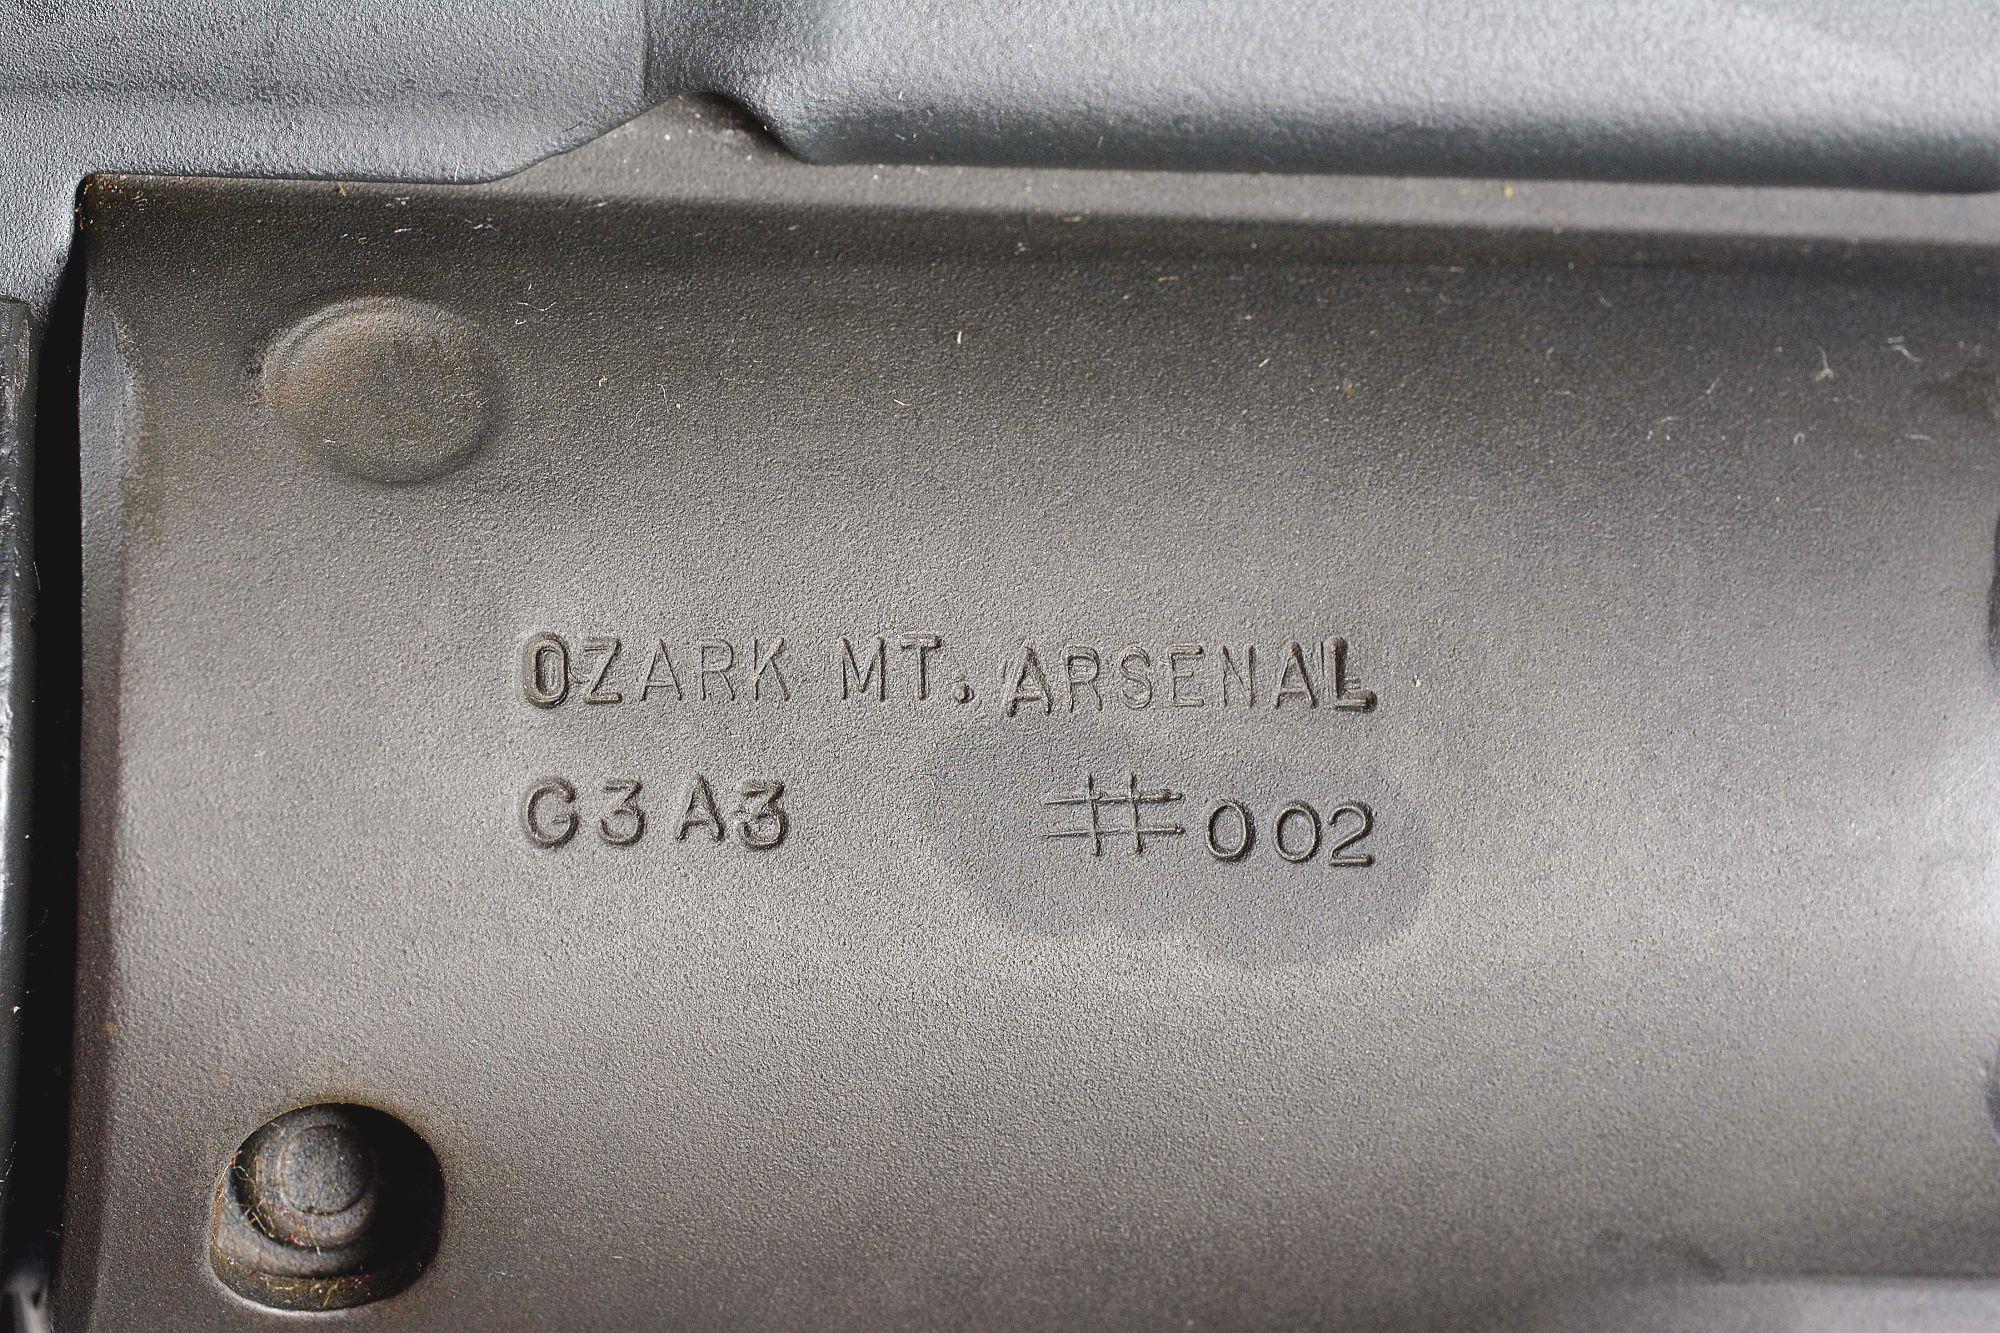 OZARK MT. ARSENAL
G3A3 #002